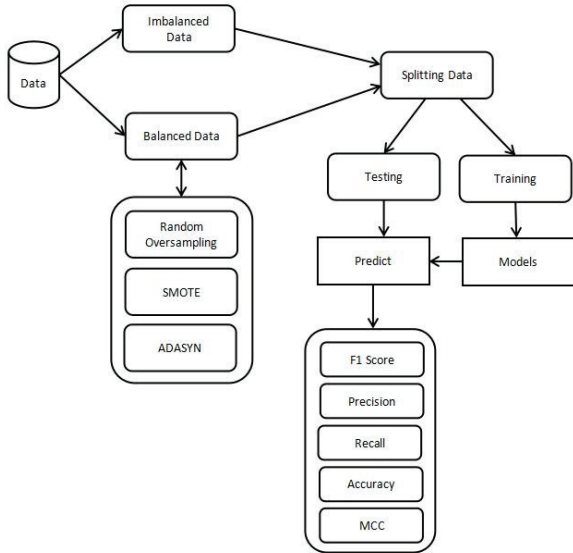 Imbalanced
Data
Data
Splitting Data
Balanced Data
Testing
Training
Random
Oversampling
Predict
Models
SMOTE
ADASYN
F1 Score
Precision
Recall
Accuracy
MCC